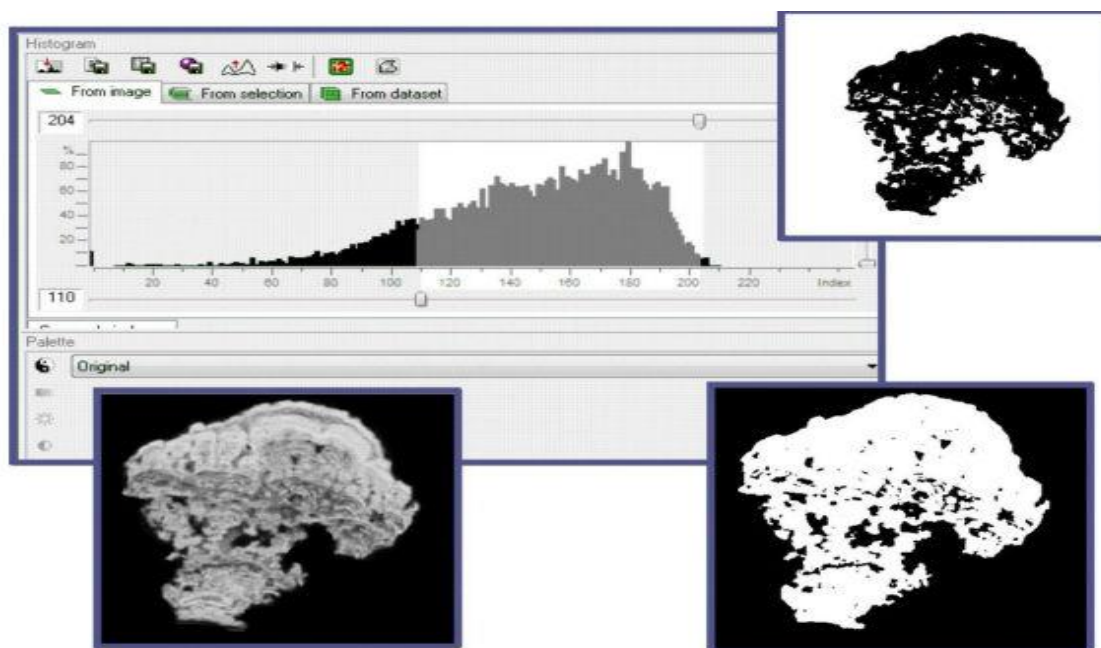 Histogram
From image From selection From dataset
204
%
80
60
40
20
20 40 60 80 100 120 140 160 180 200 220 Index
110
Palette
Original